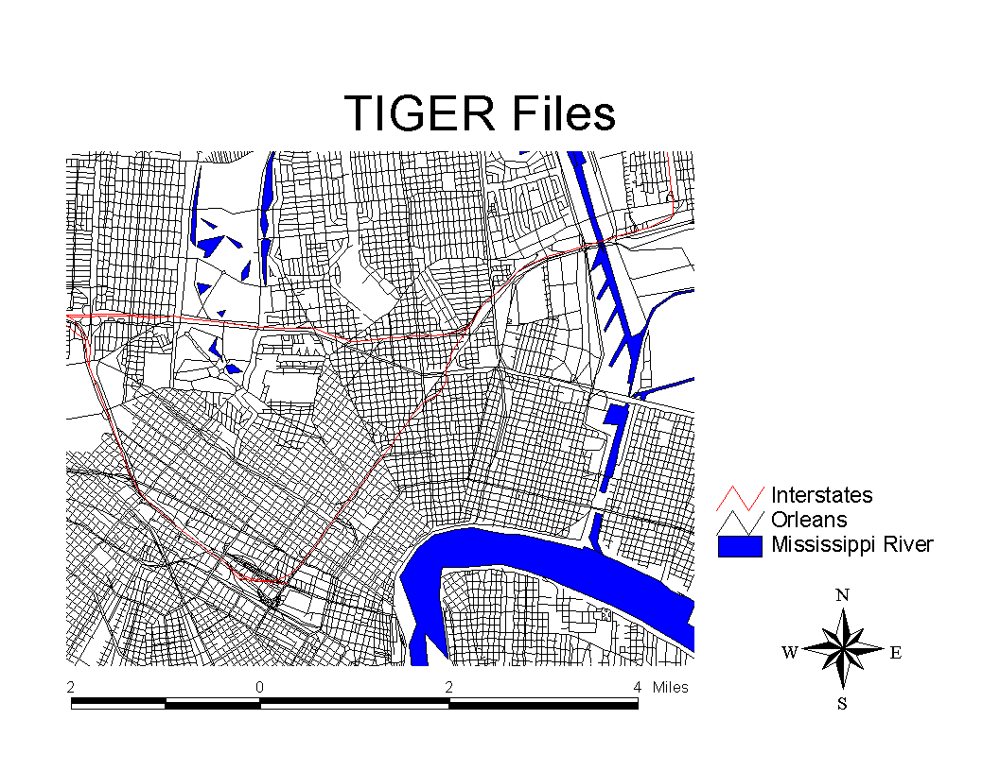 TIGER Files
Interstates
Orleans
Mississippi River
N
W E
S
2 0 2 4 Miles